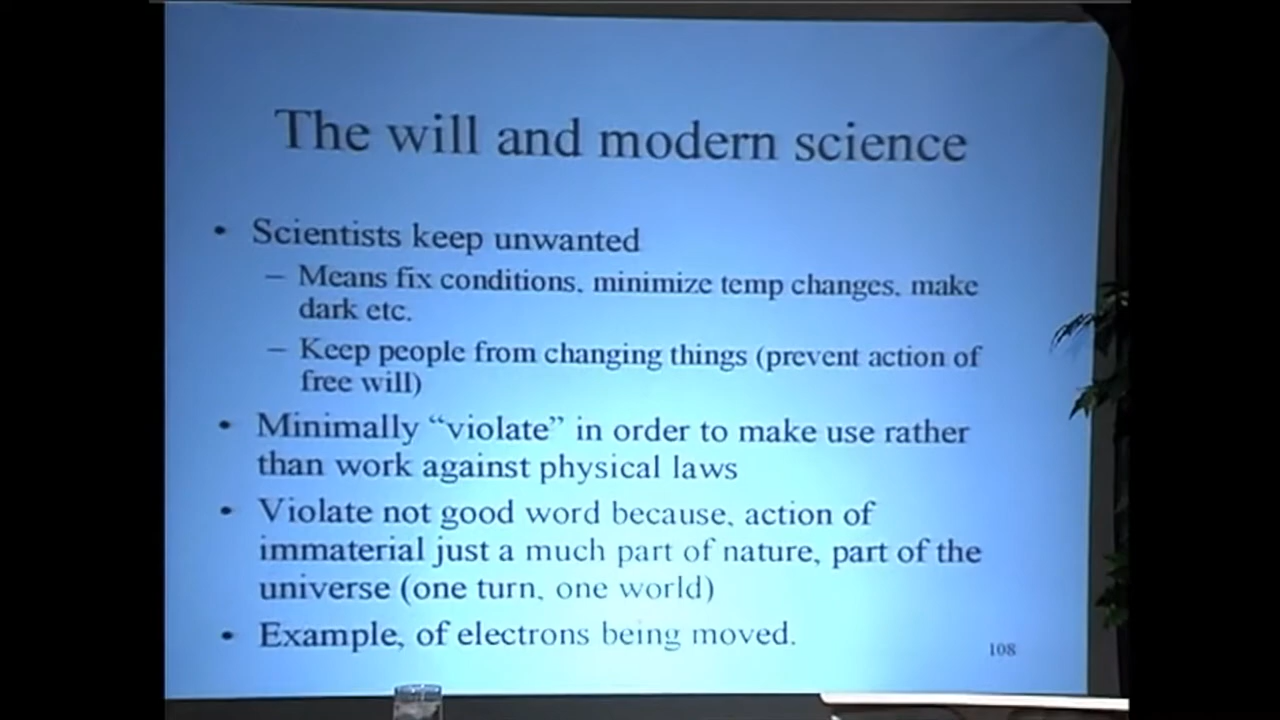 The will and modern science
• Scientists keep unwanted
– Means fix conditions, minimize temp changes, make
dark etc.
– Keep people from changing things (prevent action of
free will)
• Minimally “violate” in order to make use rather
than work against physical laws
• Violate not good word because, action of
immaterial just a much part of nature, part of the
universe (one turn, one world)
• Example, of electrons being moved.
108